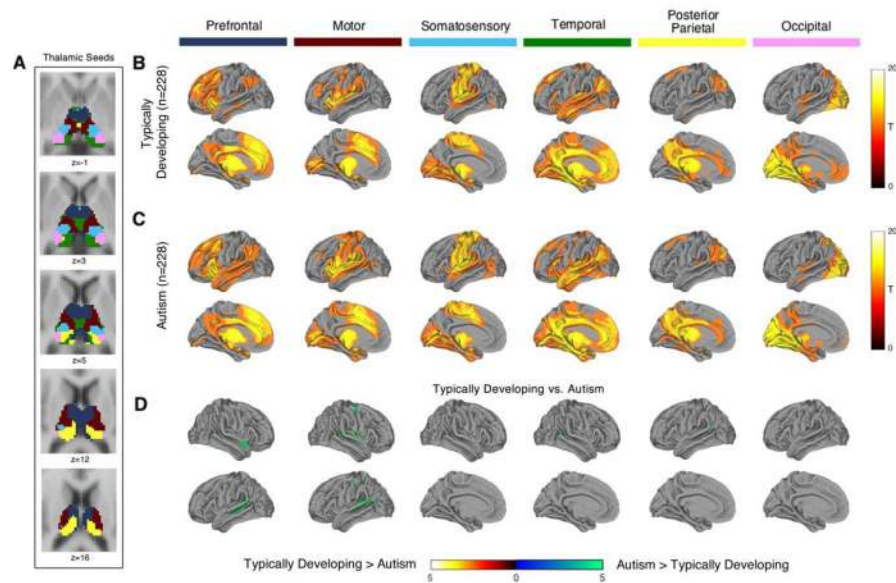 Prefrontal
Motor
Somatosensory
Temporal
Posterior
Parietal
Occipital
A
Thalamic Seeds
z=-1
z=3
z=5
z=12
z=16
B
Typically
Developing (n=228)
20
T
0
C
Autism (n=228)
20
T
0
D
Typically Developing vs. Autism
Typically Developing > Autism
5 0 5
Autism > Typically Developing